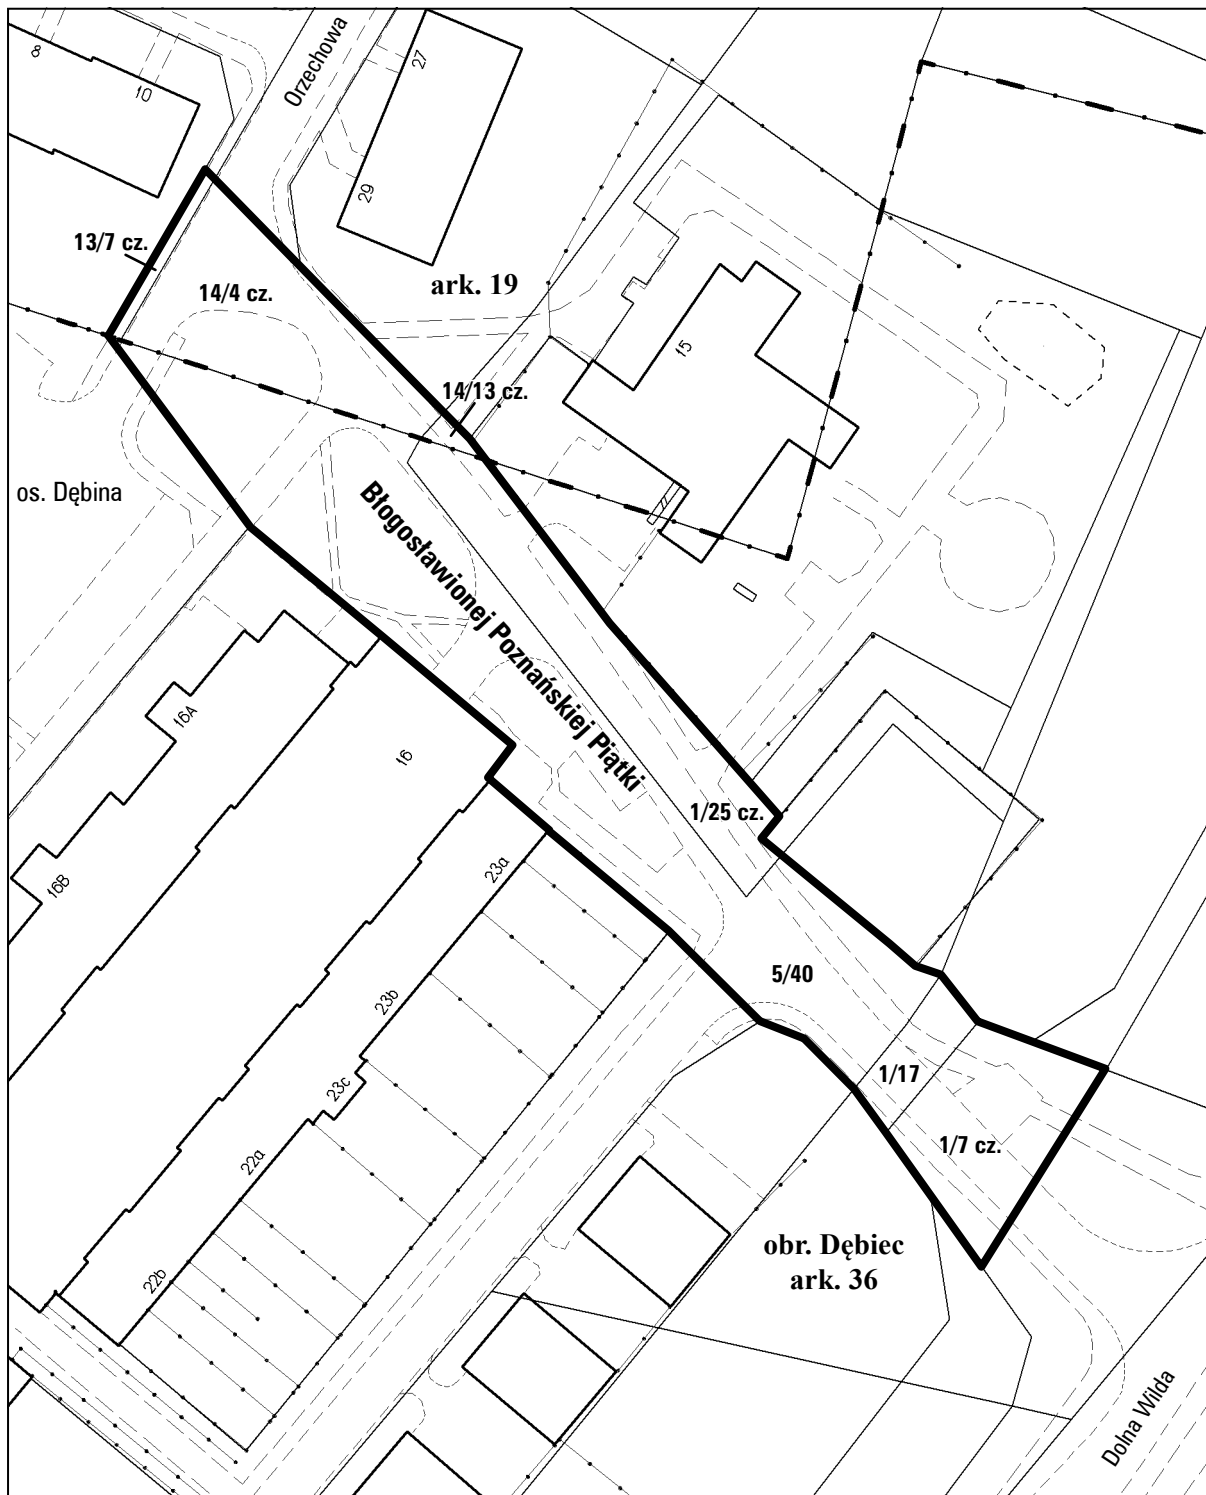 8
10
Orzechowa
27
29
13/7 cz.
14/4 cz.
ark. 19
14/13 cz.
15
os. Dębina
Błogosławionej Poznańskiej Piątki
16A
16
16B
1/25 cz.
23a
23b
23c
22a
22b
5/40
1/17
1/7 cz.
obr. Dębiec
ark. 36
Dolna Wilda